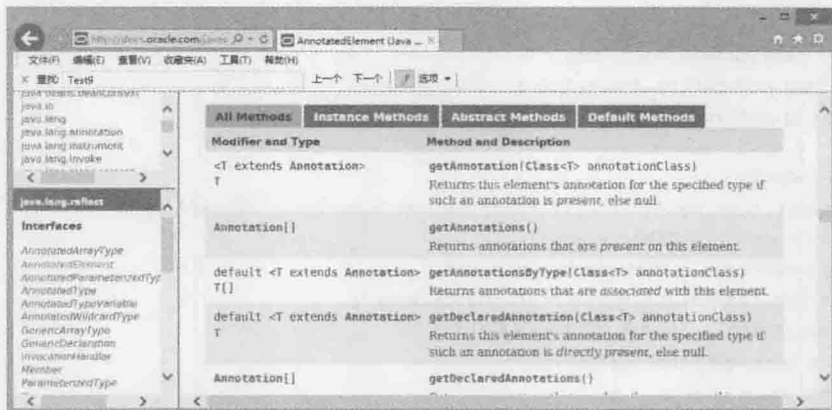 oracle.com
AnnotatedElement (Java ...
文件(F) 编辑(E) 查看(V) 收藏夹(A) 工具(T) 帮助(H)
× 查找: Test9 上一个 下一个 选项
java.beans.beancontext
java.io
java.lang
java.lang.annotation
java.lang.instrument
java.lang.invoke
java.lang.reflect
Interfaces
AnnotatedArrayType
AnnotatedElement
AnnotatedParameterizedTyp
AnnotatedType
AnnotatedTypeVariable
AnnotatedWildcardType
GenericArrayType
GenericDeclaration
InvocationHandler
Member
ParameterizedType
All Methods Instance Methods Abstract Methods Default Methods
Modifier and Type Method and Description
<T extends Annotation> getAnnotation(Class<T> annotationClass)
T Returns this element's annotation for the specified type if
such an annotation is present, else null.
Annotation[] getAnnotations()
Returns annotations that are present on this element.
default <T extends Annotation> getAnnotationsByType(Class<T> annotationClass)
T[] Returns annotations that are associated with this element.
default <T extends Annotation> getDeclaredAnnotation(Class<T> annotationClass)
T Returns this element's annotation for the specified type if
such an annotation is directly present, else null.
Annotation[] getDeclaredAnnotations()